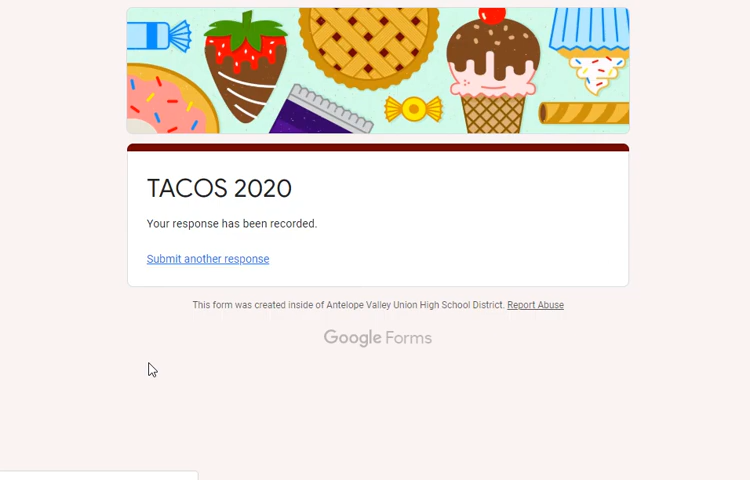 TACOS 2020
Your response has been recorded.
Submit another response
This form was created inside of Antelope Valley Union High School District. Report Abuse
Google Forms